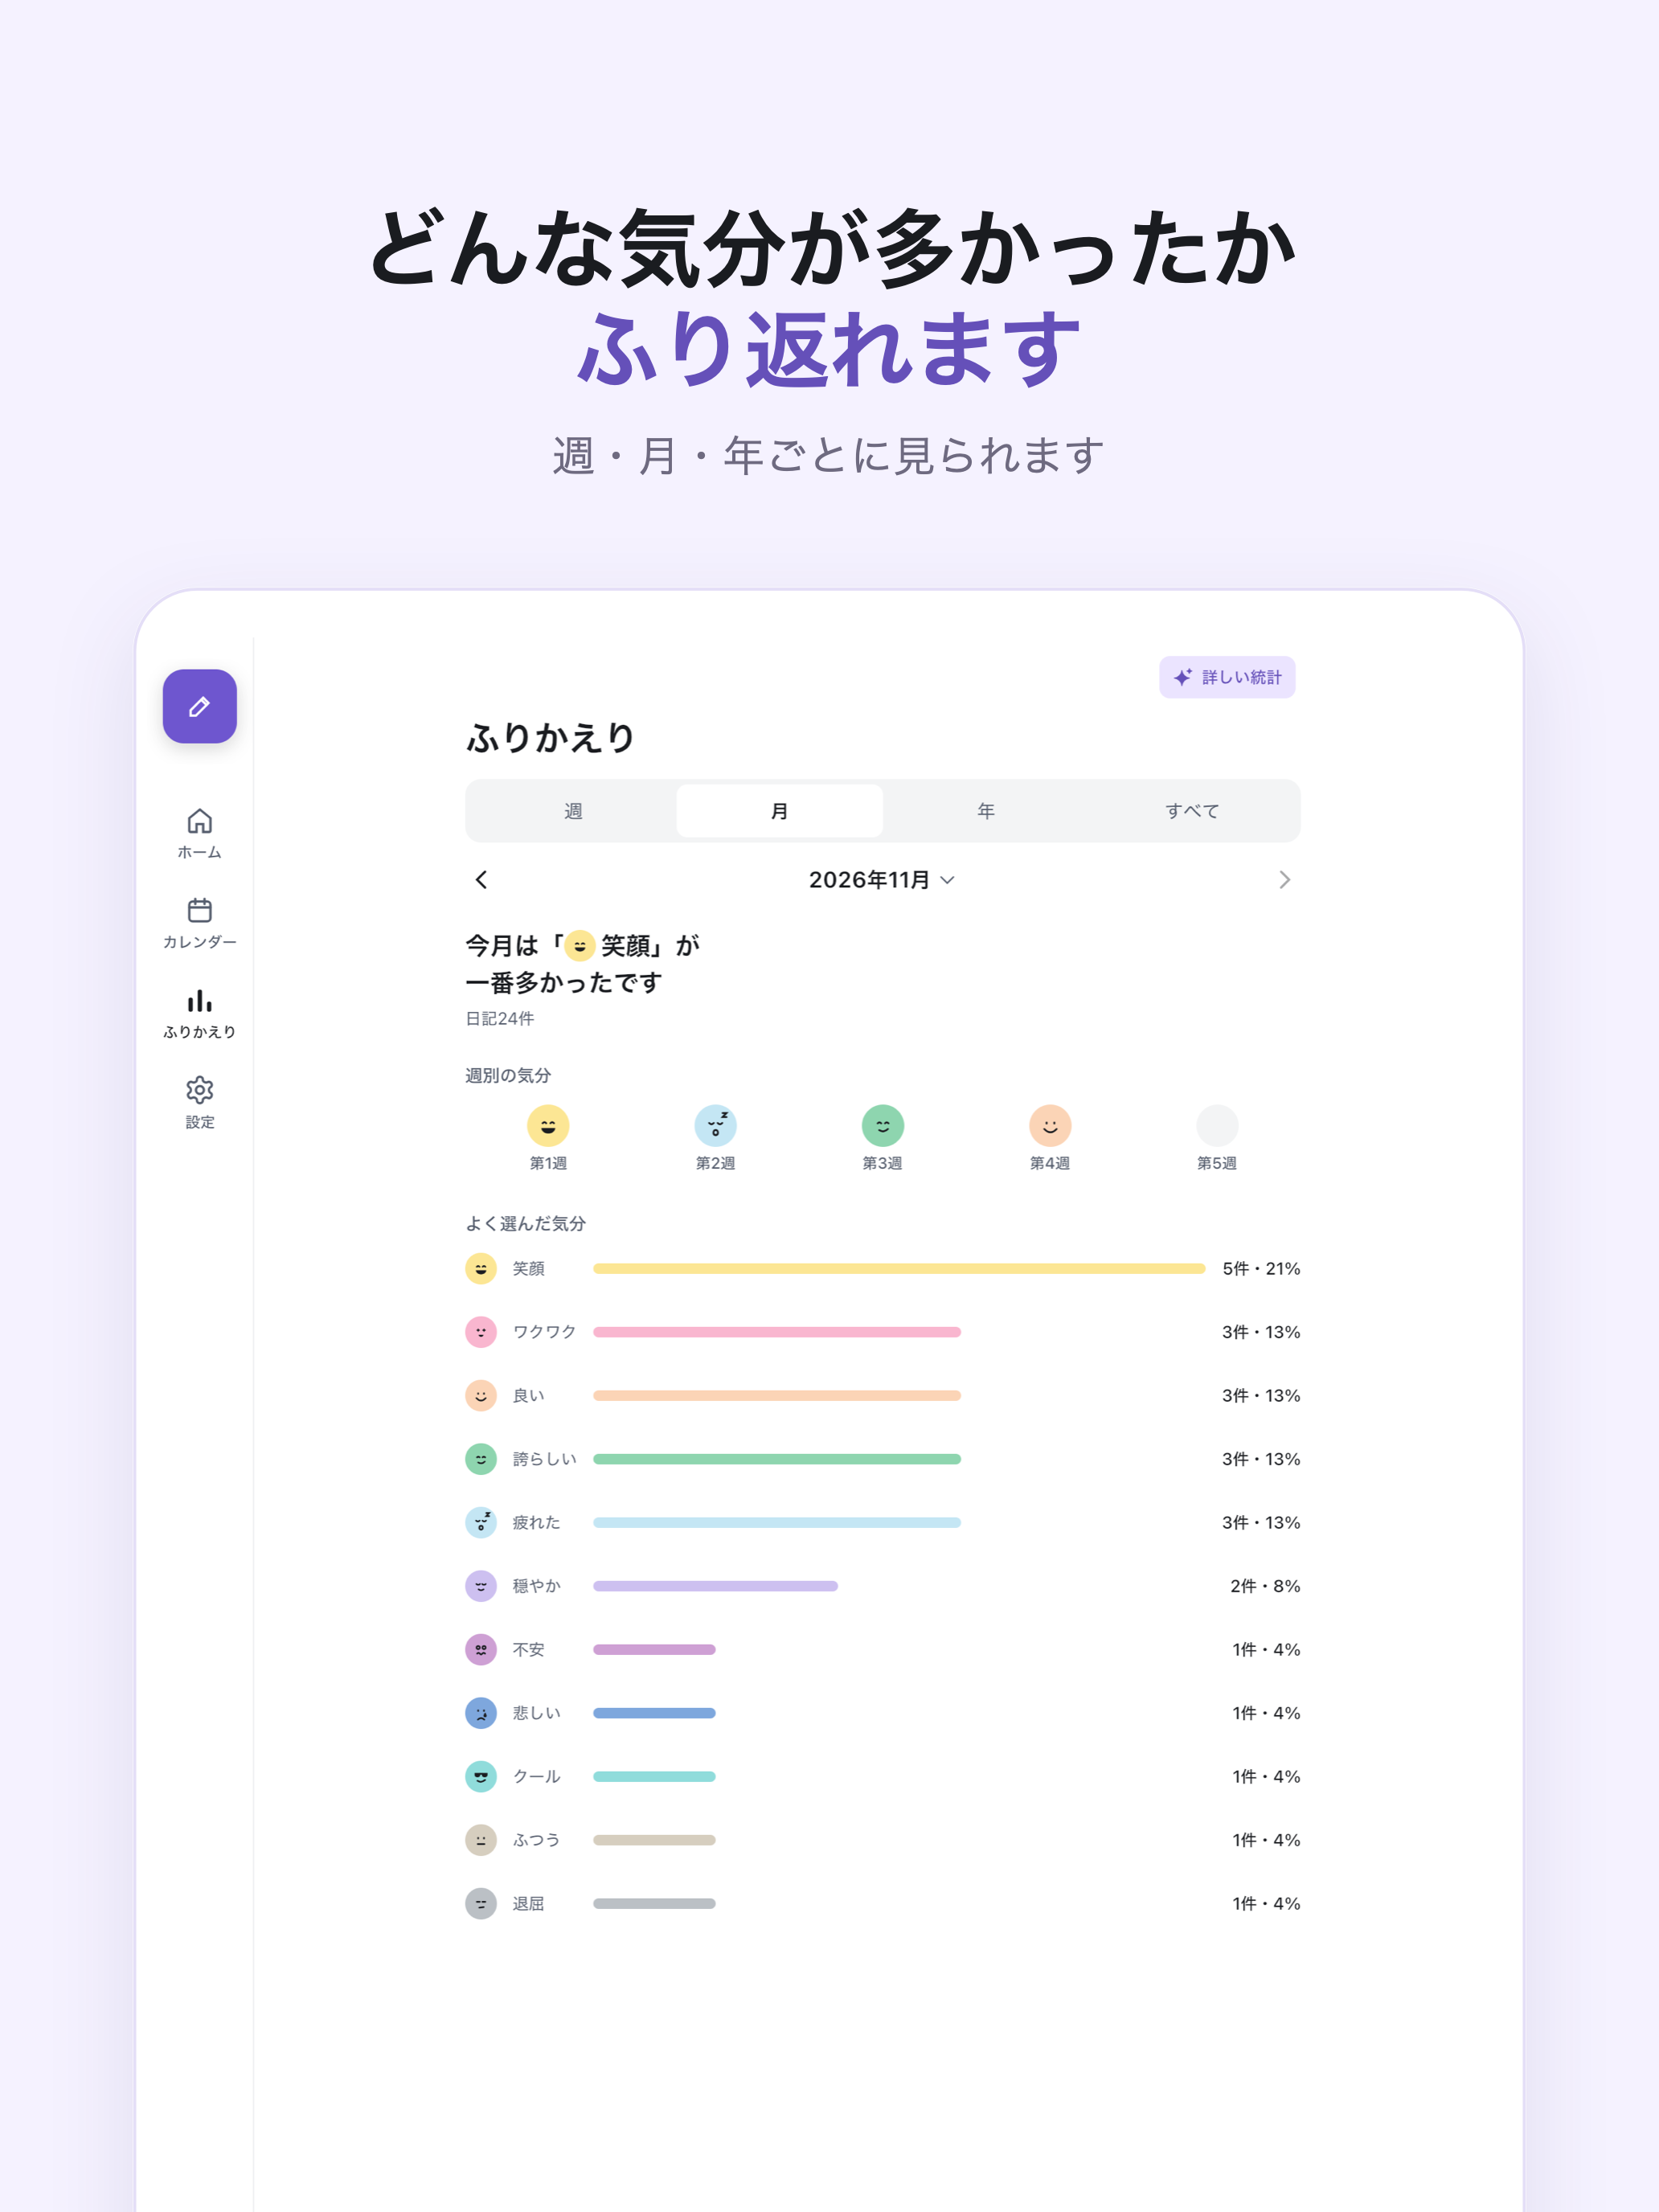 どんな気分が多かったか
ふり返れます
週・月・年ごとに見られます
詳しい統計
ふりかえり
週 月 年 すべて
2026年11月
ホーム
カレンダー
ふりかえり
設定
今月は「笑顔」が
一番多かったです
日記24件
週別の気分
第1週 第2週 第3週 第4週 第5週
よく選んだ気分
笑顔 5件・21%
ワクワク 3件・13%
良い 3件・13%
誇らしい 3件・13%
疲れた 3件・13%
穏やか 2件・8%
不安 1件・4%
悲しい 1件・4%
クール 1件・4%
ふつう 1件・4%
退屈 1件・4%